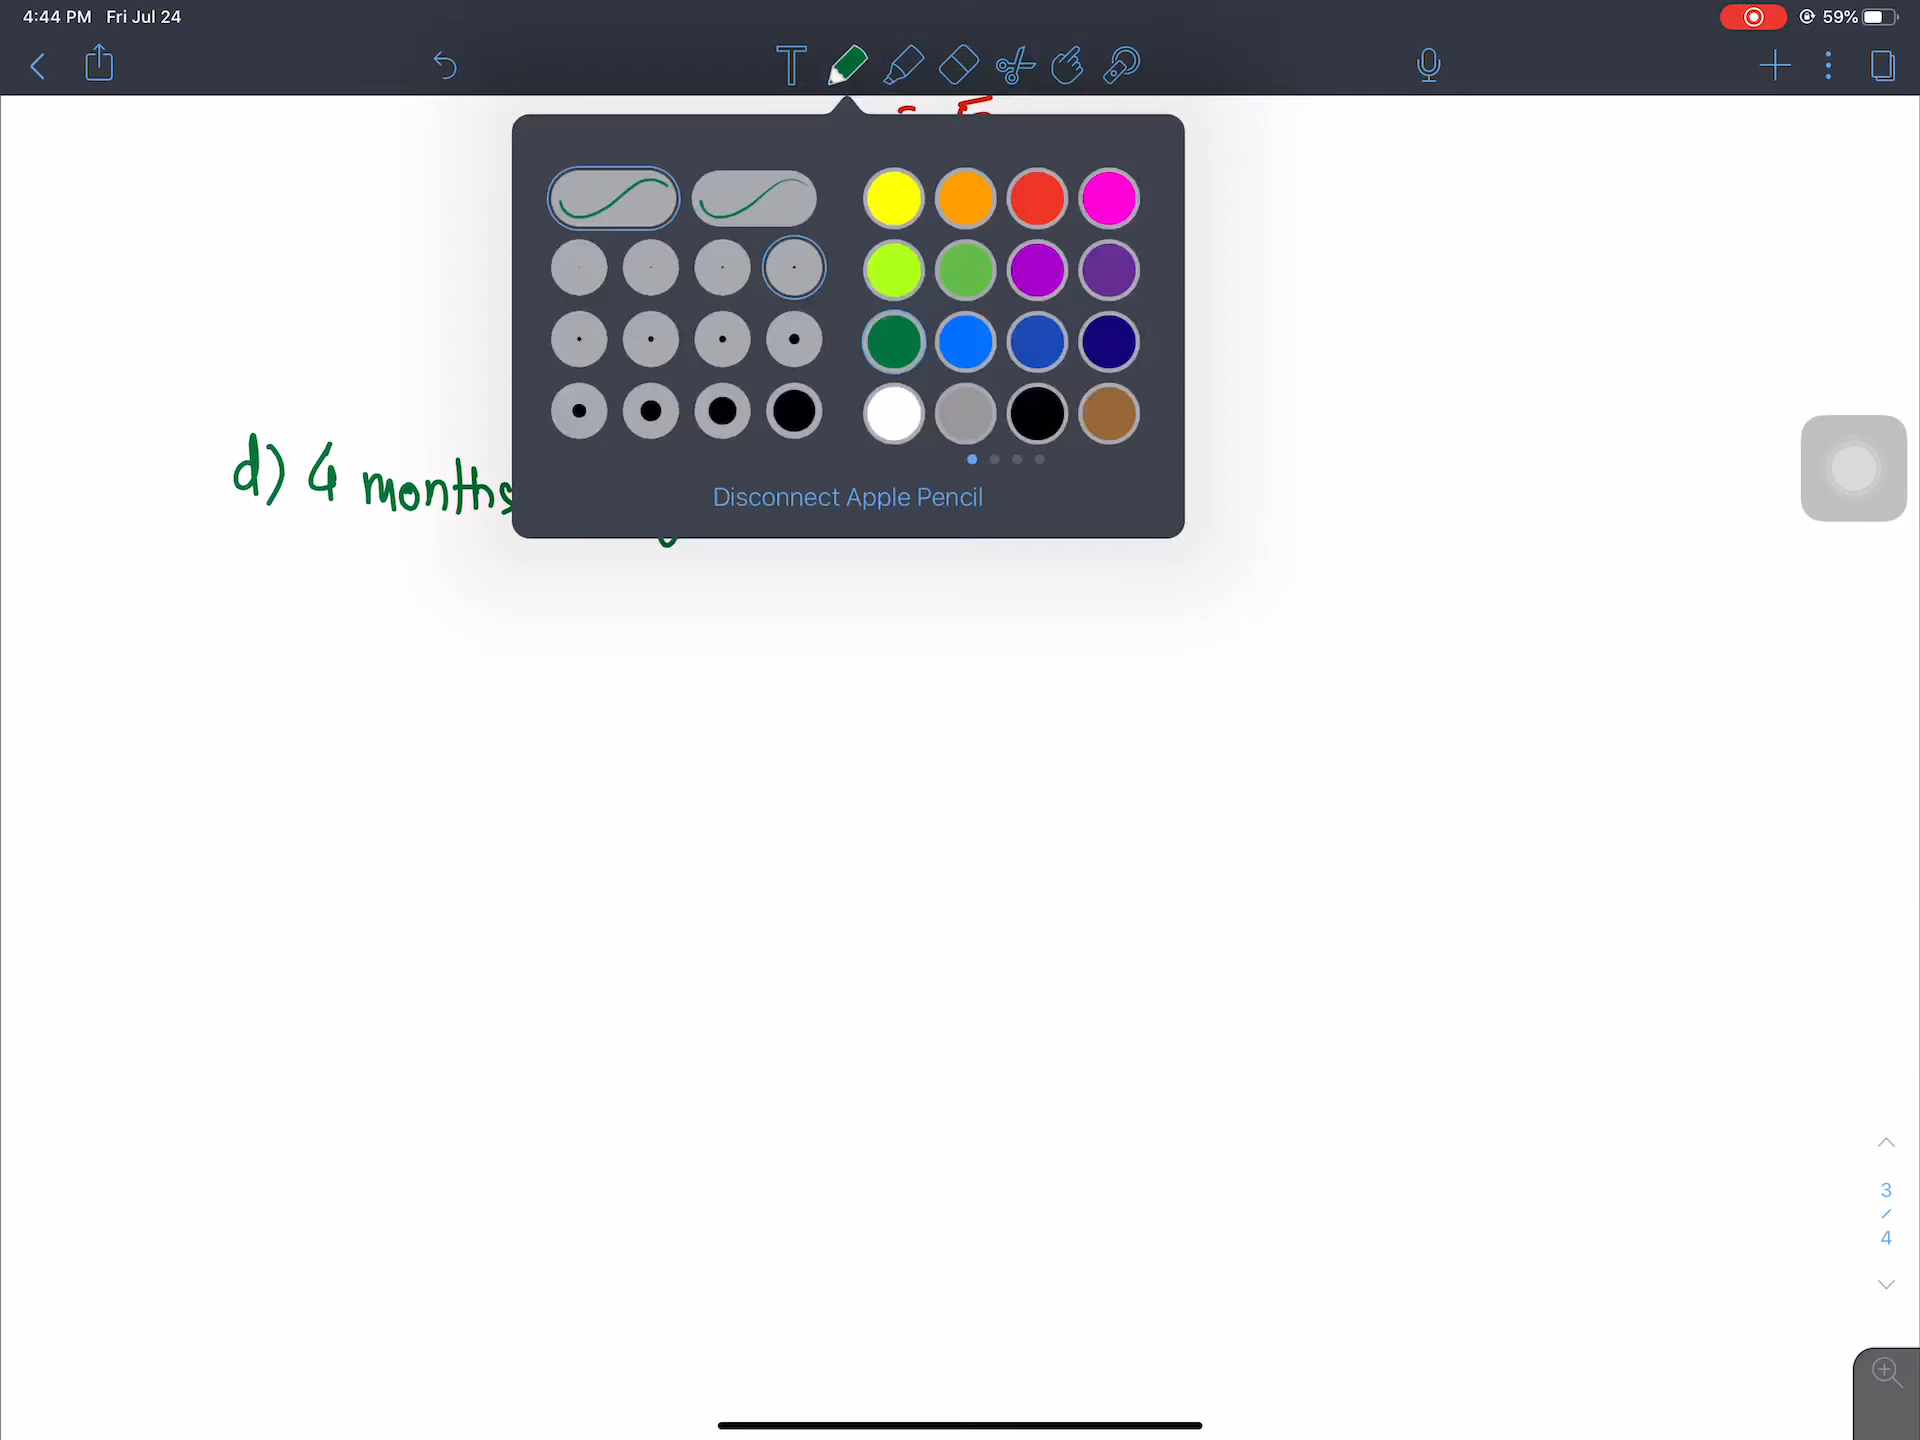 4:44 PM Fri Jul 24
59%
T
d) 4 months
Disconnect Apple Pencil
3
/
4